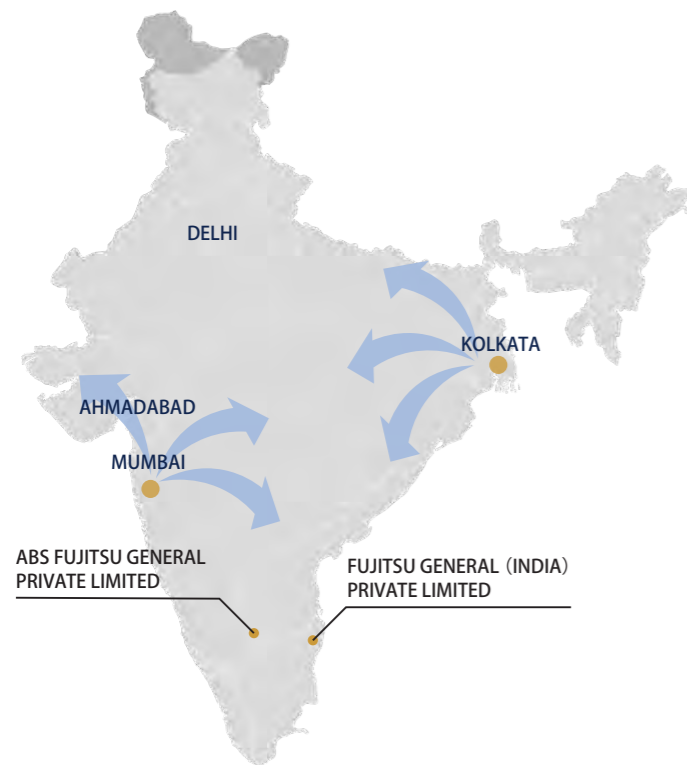 DELHI
KOLKATA
AHMADABAD
MUMBAI
ABS FUJITSU GENERAL
PRIVATE LIMITED
FUJITSU GENERAL（INDIA）
PRIVATE LIMITED